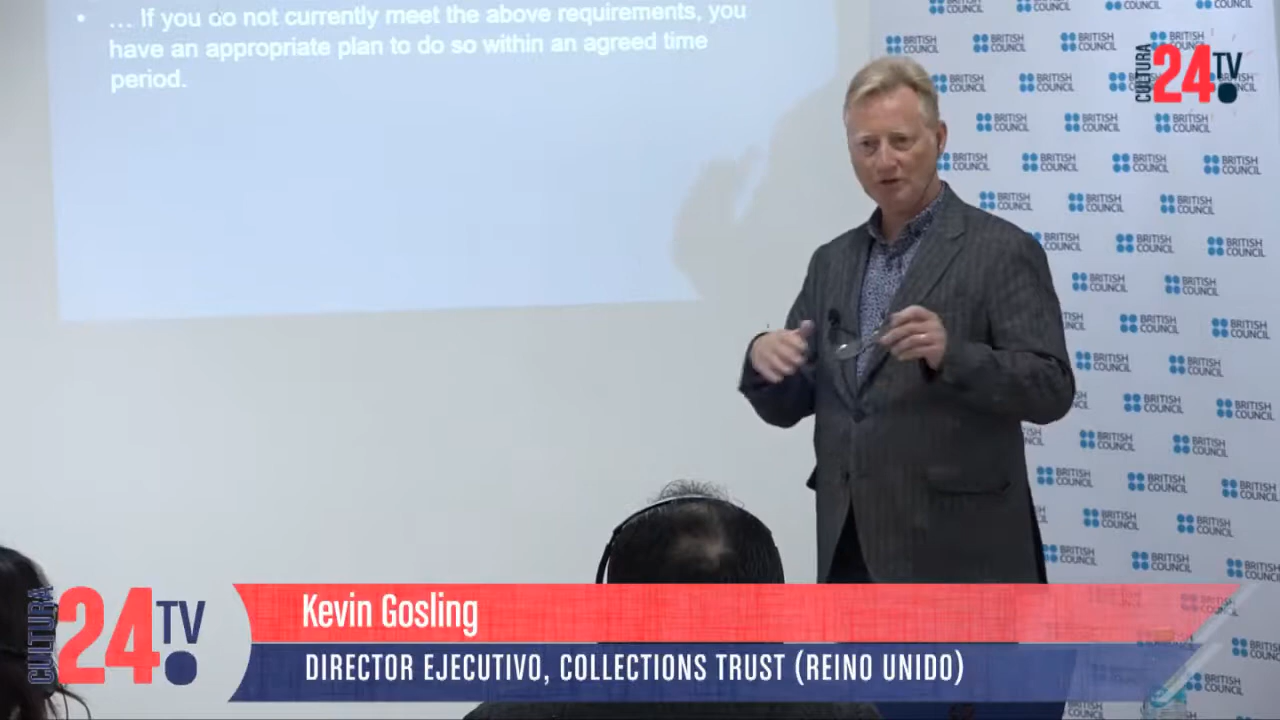 • … If you do not currently meet the above requirements, you
have an appropriate plan to do so within an agreed time
period.
BRITISH
COUNCIL
CULTURA
24TV
CULTURA
24TV
Kevin Gosling
DIRECTOR EJECUTIVO, COLLECTIONS TRUST (REINO UNIDO)